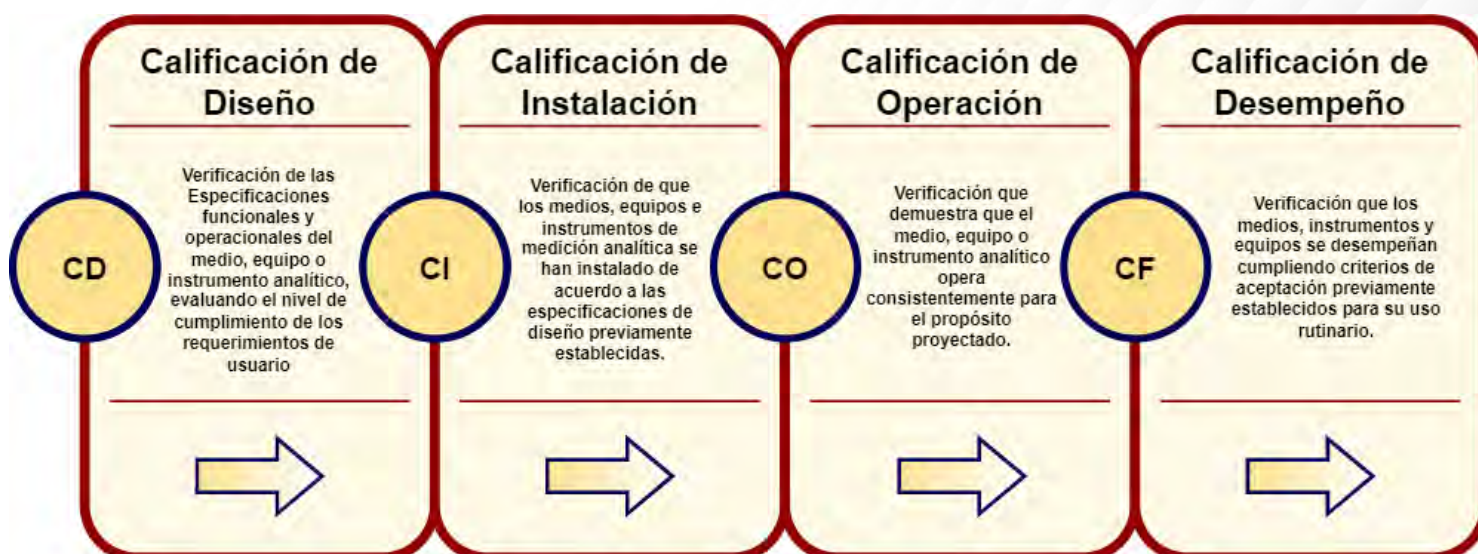 Calificación de
Diseño
Verificación de las
Especificaciones
funcionales y
operacionales del
medio, equipo o
instrumento analítico,
evaluando el nivel de
cumplimiento de los
requerimientos de
usuario
CD
Calificación de
Instalación
Verificación de que
los medios, equipos e
instrumentos de
medición analítica se
han instalado de
acuerdo a las
especificaciones de
diseño previamente
establecidas.
CI
Calificación de
Operación
Verificación que
demuestra que el
medio, equipo o
instrumento analítico
opera
consistentemente para
el propósito
proyectado.
CO
Calificación de
Desempeño
Verificación que los
medios, instrumentos y
equipos se desempeñan
cumpliendo criterios de
aceptación previamente
establecidos para su uso
rutinario.
CF